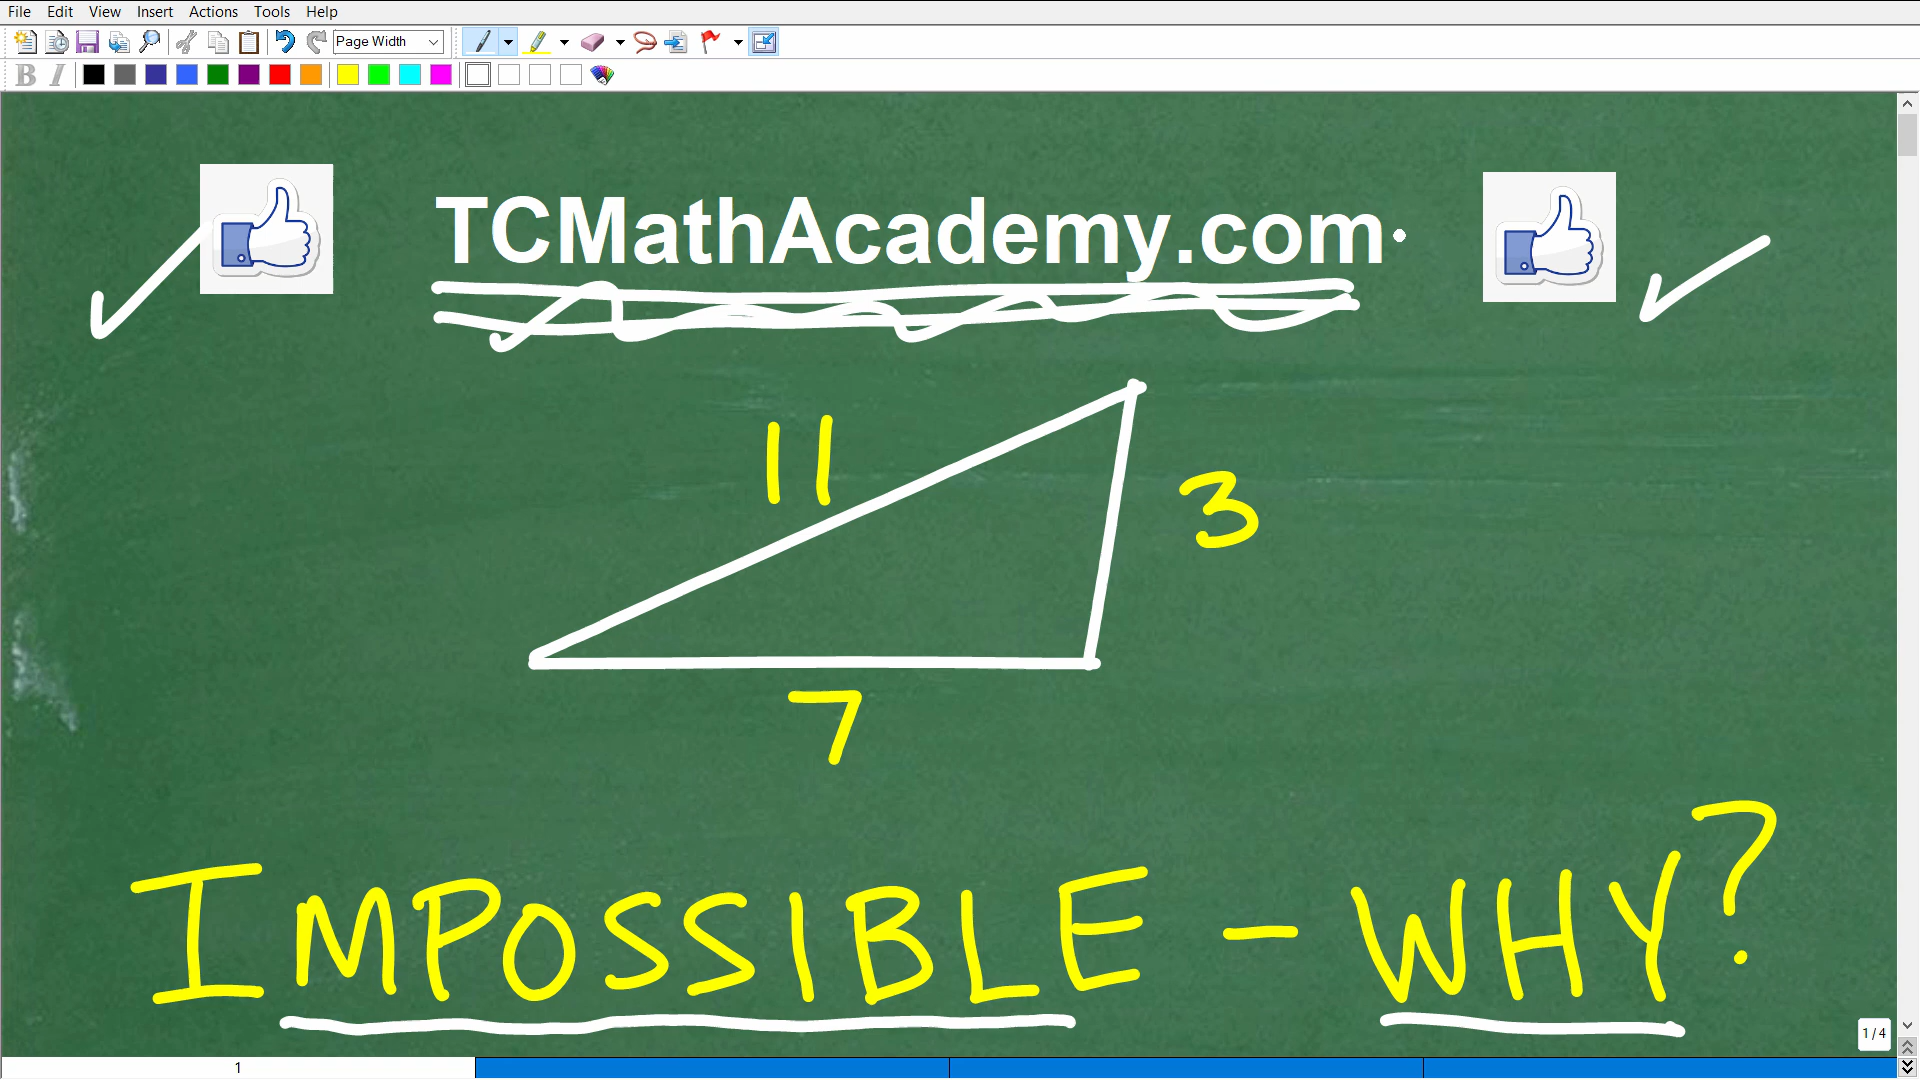 File Edit View Insert Actions Tools Help
Page Width
B I
TCMathAcademy.com
11
3
7
IMPOSSIBLE - WHY?
1 / 4
1